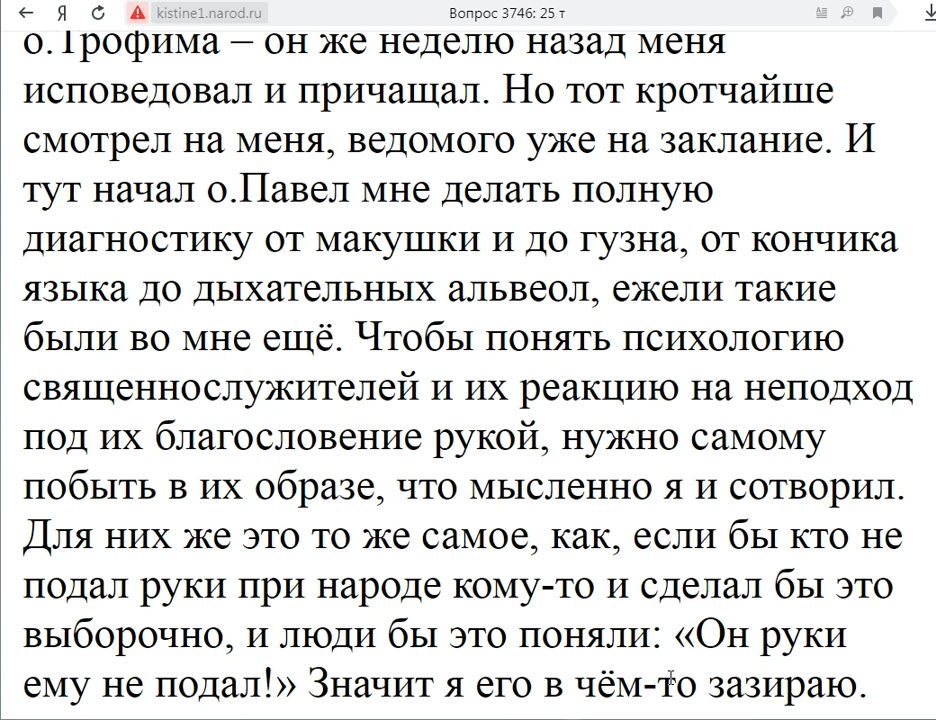 kistine1.narod.ru
Вопрос 3746: 25 т
о.Трофима – он же неделю назад меня
исповедовал и причащал. Но тот кротчайше
смотрел на меня, ведомого уже на заклание. И
тут начал о.Павел мне делать полную
диагностику от макушки и до гузна, от кончика
языка до дыхательных альвеол, ежели такие
были во мне ещё. Чтобы понять психологию
священнослужителей и их реакцию на неподход
под их благословение рукой, нужно самому
побыть в их образе, что мысленно я и сотворил.
Для них же это то же самое, как, если бы кто не
подал руки при народе кому-то и сделал бы это
выборочно, и люди бы это поняли: «Он руки
ему не подал!» Значит я его в чём-то зазираю.